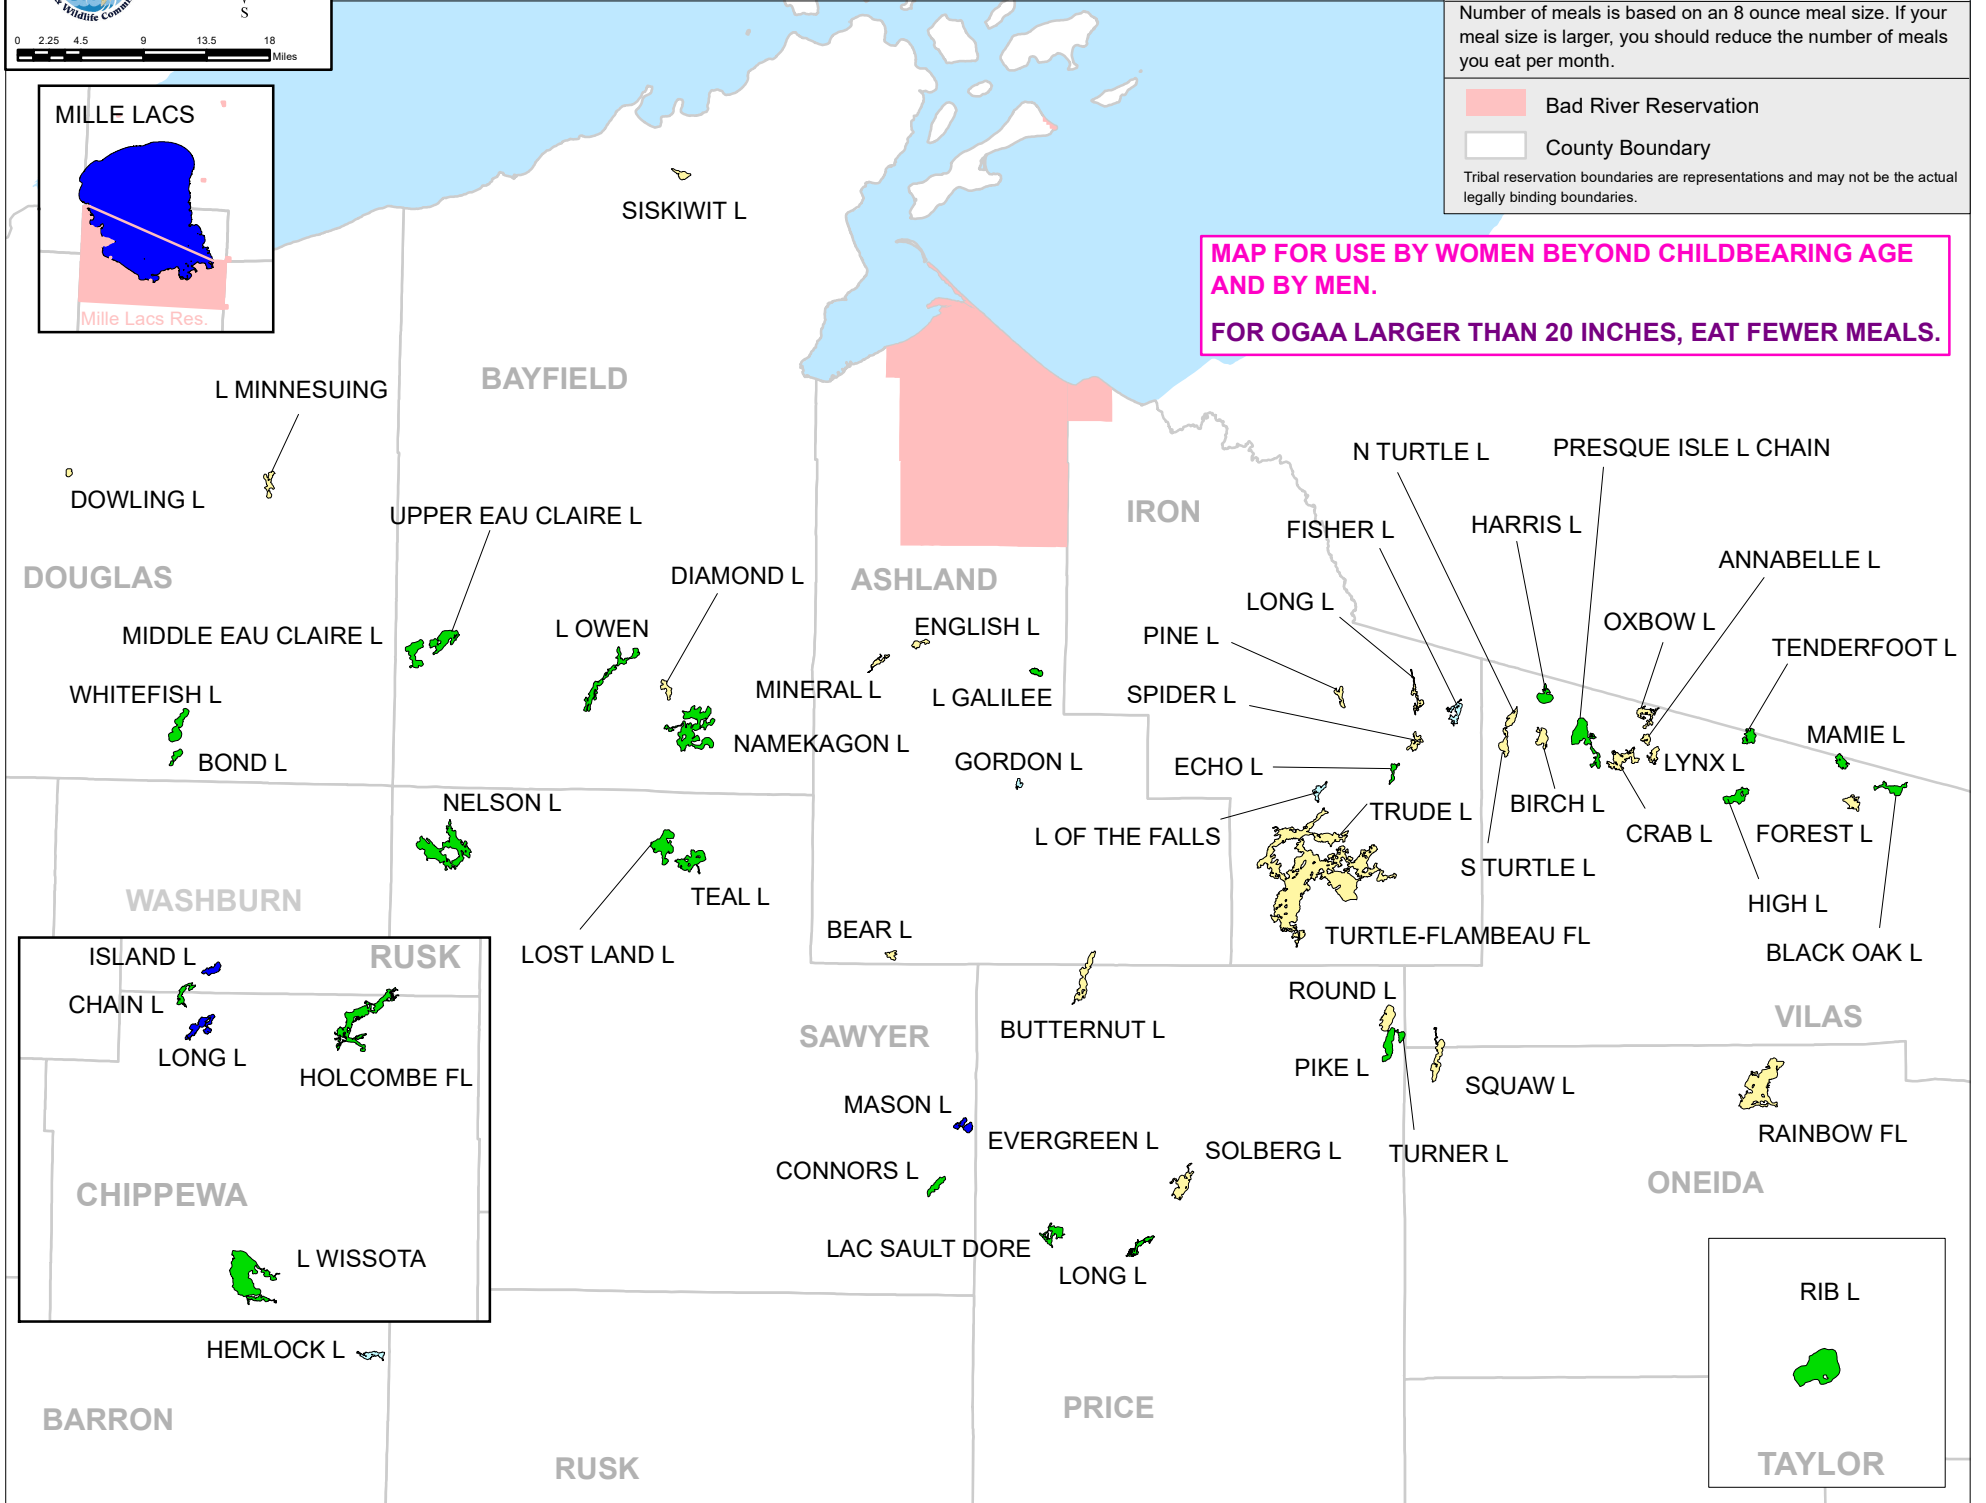 & Wildlife Comm
S
0 2.25 4.5 9 13.5 18
Miles
Number of meals is based on an 8 ounce meal size. If your
meal size is larger, you should reduce the number of meals
you eat per month.
Bad River Reservation
County Boundary
Tribal reservation boundaries are representations and may not be the actual
legally binding boundaries.
MILLE LACS
Mille Lacs Res.
SISKIWIT L
MAP FOR USE BY WOMEN BEYOND CHILDBEARING AGE
AND BY MEN.
FOR OGAA LARGER THAN 20 INCHES, EAT FEWER MEALS.
BAYFIELD
L MINNESUING
DOWLING L
UPPER EAU CLAIRE L
N TURTLE L
PRESQUE ISLE L CHAIN
IRON
FISHER L
HARRIS L
ANNABELLE L
DOUGLAS
DIAMOND L
ASHLAND
LONG L
OXBOW L
MIDDLE EAU CLAIRE L
L OWEN
ENGLISH L
PINE L
TENDERFOOT L
WHITEFISH L
MINERAL L
L GALILEE
SPIDER L
BOND L
NAMEKAGON L
GORDON L
ECHO L
LYNX L
MAMIE L
NELSON L
TRUDE L
BIRCH L
L OF THE FALLS
CRAB L
FOREST L
S TURTLE L
WASHBURN
TEAL L
HIGH L
BEAR L
TURTLE-FLAMBEAU FL
LOST LAND L
BLACK OAK L
ISLAND L
RUSK
CHAIN L
LONG L
HOLCOMBE FL
CHIPPEWA
L WISSOTA
ROUND L
VILAS
SAWYER
BUTTERNUT L
PIKE L
SQUAW L
MASON L
RAINBOW FL
EVERGREEN L
SOLBERG L
TURNER L
CONNORS L
ONEIDA
LAC SAULT DORE
LONG L
RIB L
HEMLOCK L
BARRON
PRICE
RUSK
TAYLOR